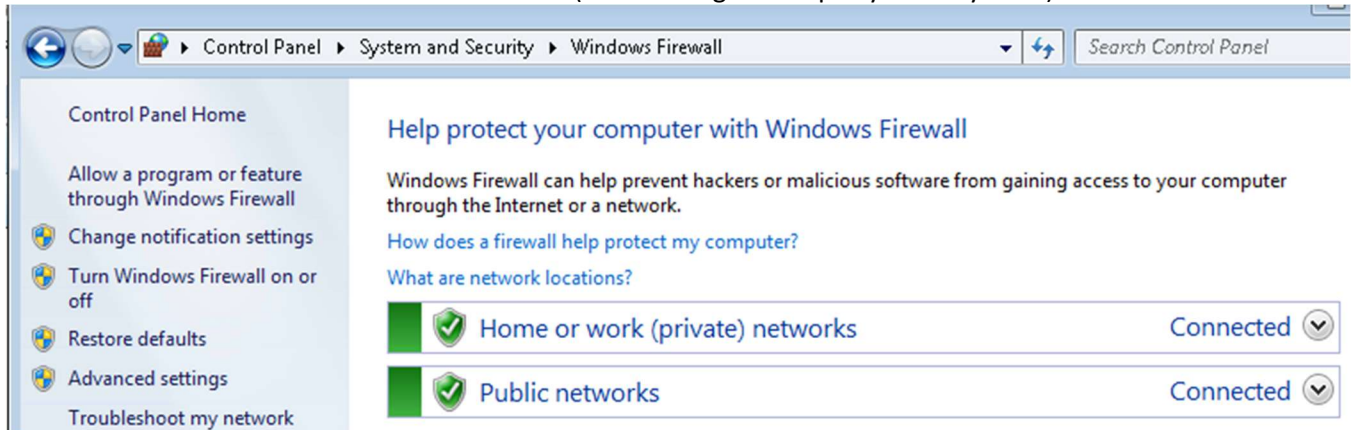 Control Panel ▸ System and Security ▸ Windows Firewall
Search Control Panel
Control Panel Home
Allow a program or feature
through Windows Firewall
Change notification settings
Turn Windows Firewall on or
off
Restore defaults
Advanced settings
Troubleshoot my network
Help protect your computer with Windows Firewall
Windows Firewall can help prevent hackers or malicious software from gaining access to your computer
through the Internet or a network.
How does a firewall help protect my computer?
What are network locations?
Home or work (private) networks
Connected
Public networks
Connected